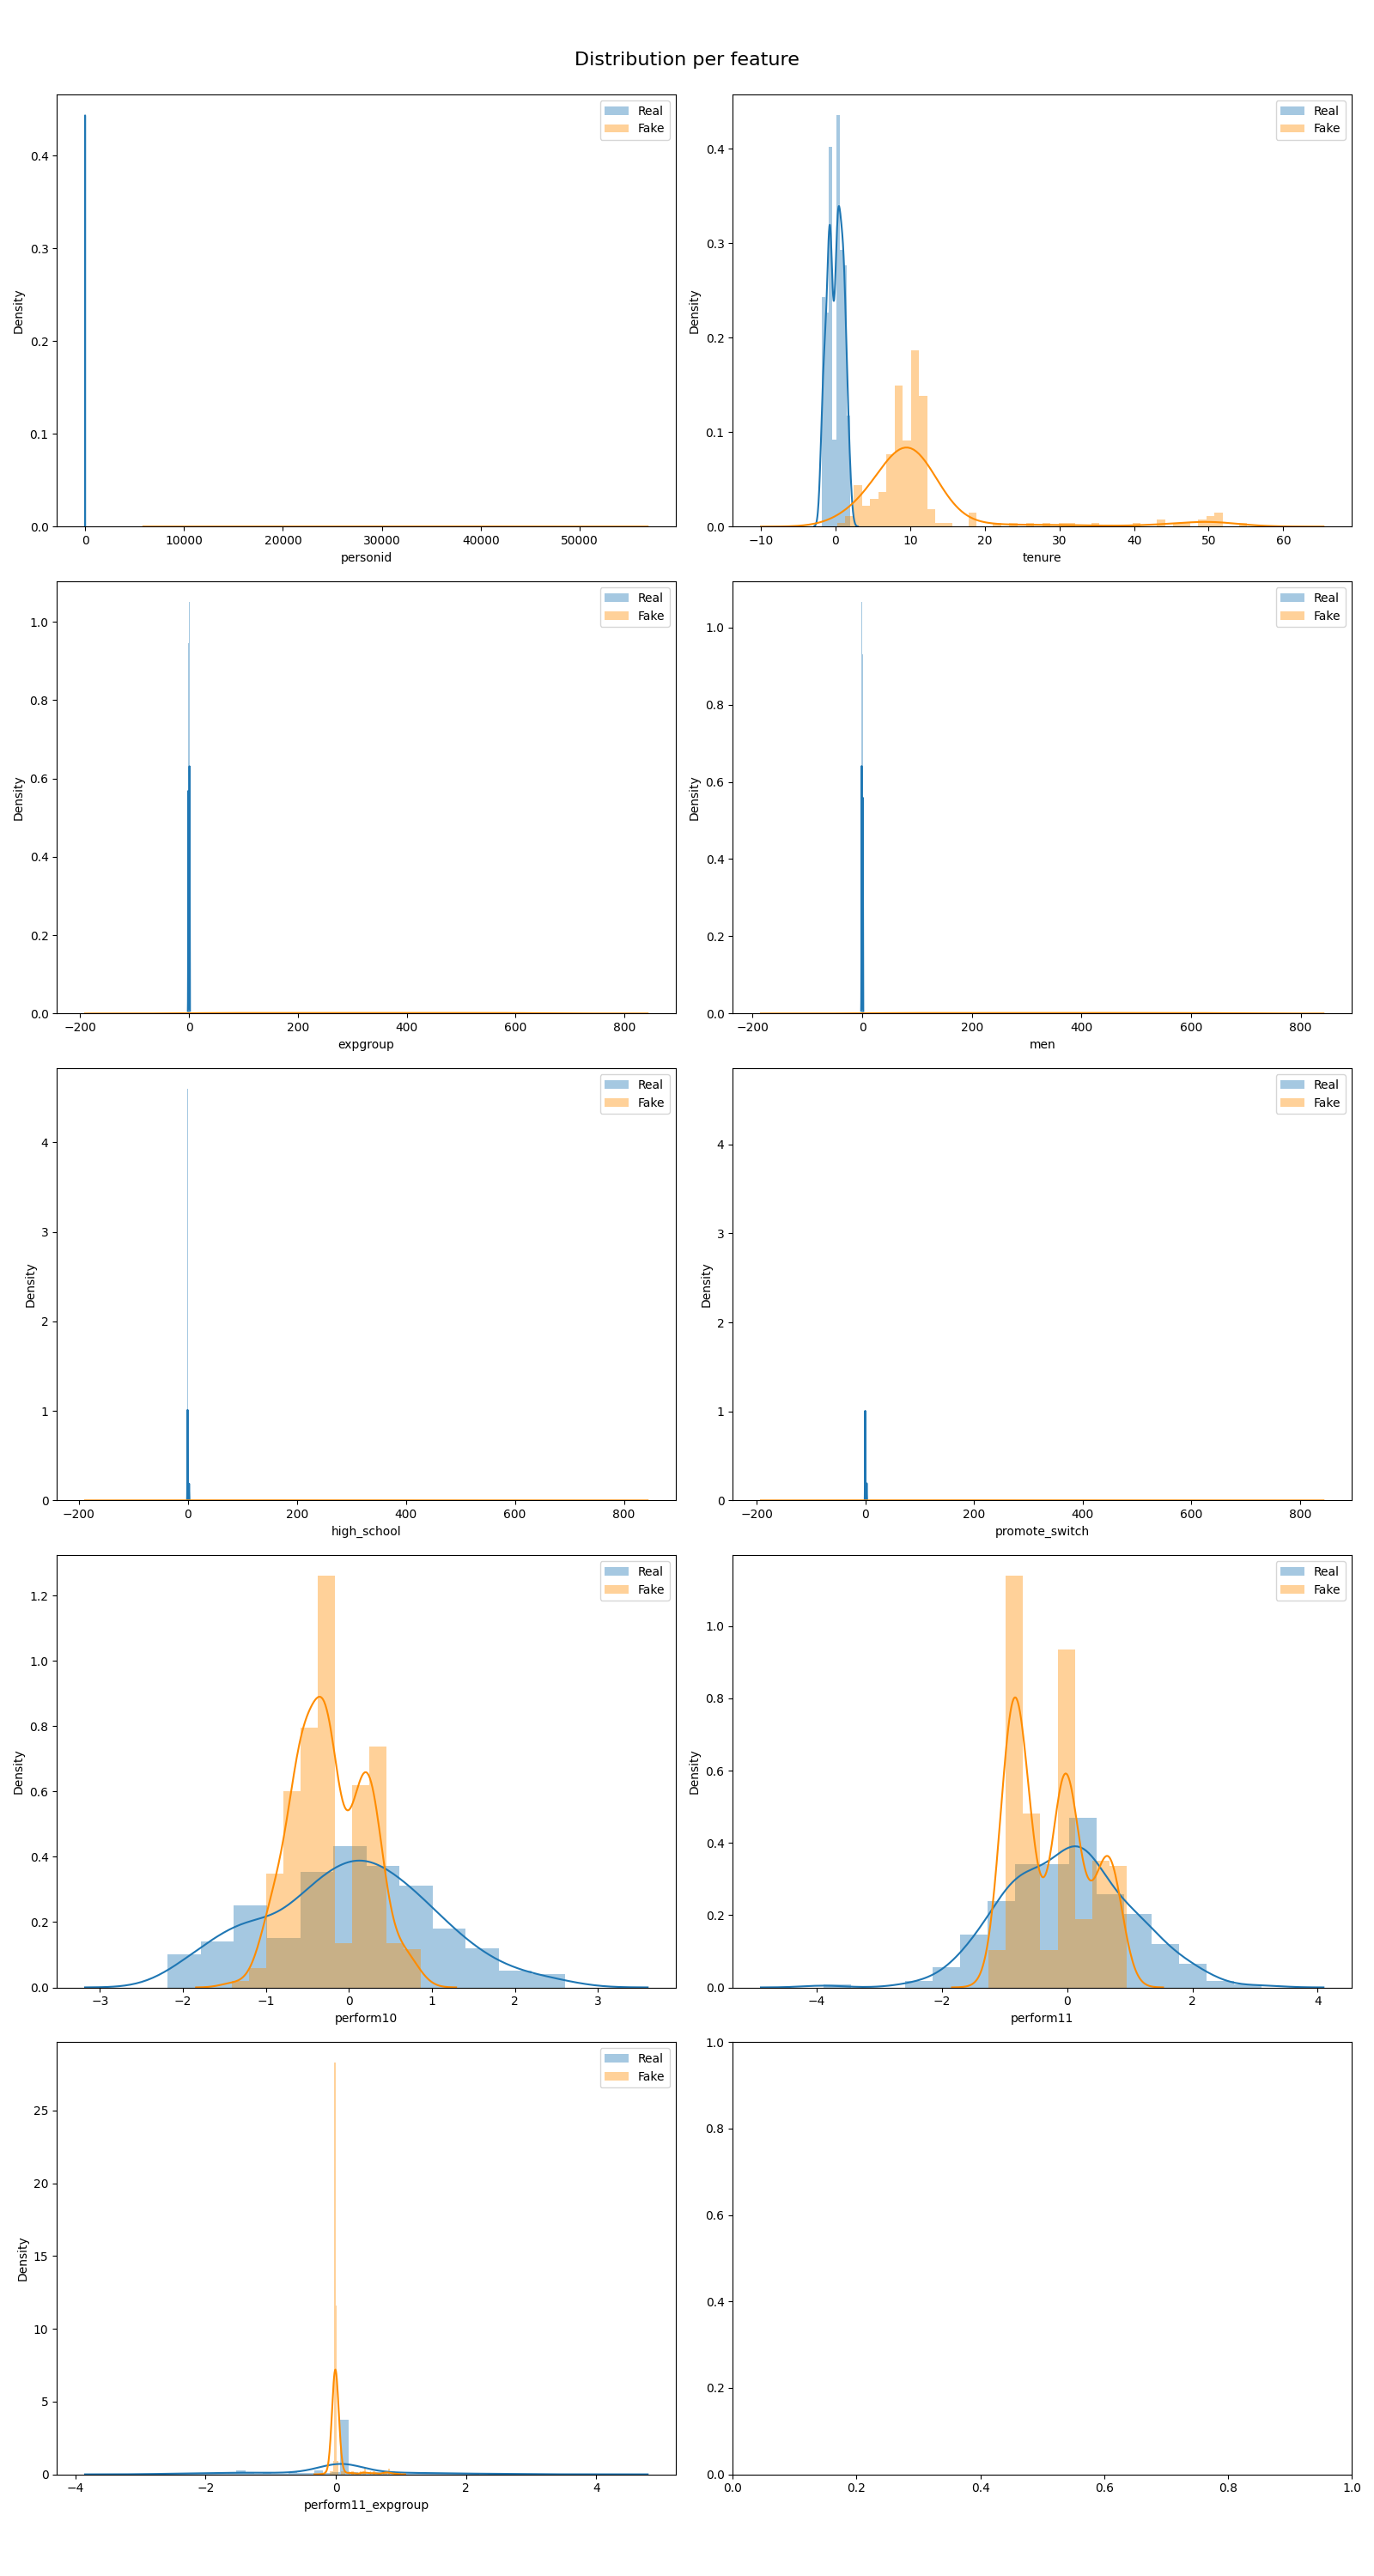 Distribution per feature
Real
Fake
Density
0.4
0.3
0.2
0.1
0.0
0 10000 20000 30000 40000 50000
personid
Real
Fake
Density
0.4
0.3
0.2
0.1
0.0
−10 0 10 20 30 40 50 60
tenure
Real
Fake
Density
1.0
0.8
0.6
0.4
0.2
0.0
−200 0 200 400 600 800
expgroup
Real
Fake
Density
1.0
0.8
0.6
0.4
0.2
0.0
−200 0 200 400 600 800
men
Real
Fake
Density
4
3
2
1
0
−200 0 200 400 600 800
high_school
Real
Fake
Density
4
3
2
1
0
−200 0 200 400 600 800
promote_switch
Real
Fake
Density
1.2
1.0
0.8
0.6
0.4
0.2
0.0
−3 −2 −1 0 1 2 3
perform10
Real
Fake
Density
1.0
0.8
0.6
0.4
0.2
0.0
−4 −2 0 2 4
perform11
Real
Fake
Density
25
20
15
10
5
0
−4 −2 0 2 4
perform11_expgroup
1.0
0.8
0.6
0.4
0.2
0.0
0.0 0.2 0.4 0.6 0.8 1.0